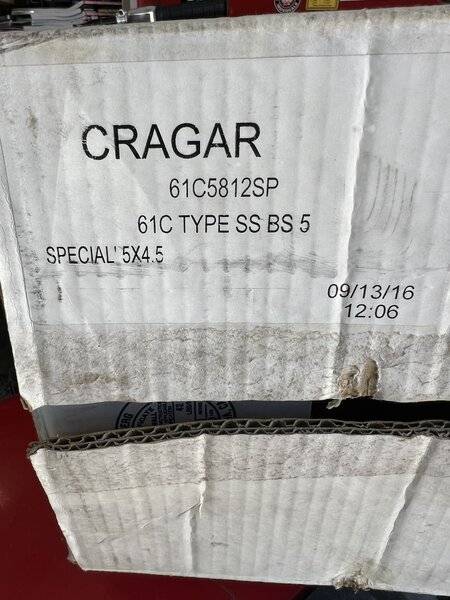 CRAGAR
61C5812SP
61C TYPE SS BS 5
SPECIAL' 5X4.5
09/13/16
12:06